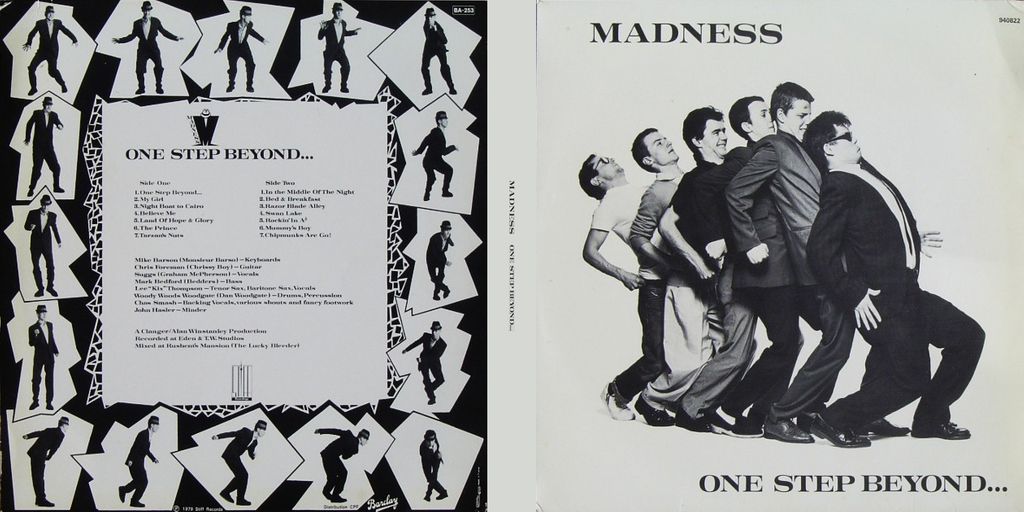 BA-253
ONE STEP BEYOND...
Side One
1. One Step Beyond...
2. My Girl
3. Night Boat to Cairo
4. Believe Me
5. Land Of Hope & Glory
6. The Prince
7. Tarzan's Nuts
Side Two
1. In the Middle Of The Night
2. Bed & Breakfast
3. Razor Blade Alley
4. Swan Lake
5. Rockin' In A♭
6. Mummy's Boy
7. Chipmunks Are Go!
Mike Barson (Monsieur Barso) – Keyboards
Chris Foreman (Chrissy Boy) – Guitar
Suggs (Graham McPherson) – Vocals
Mark Bedford (Bedders) – Bass
Lee "Kix" Thompson – Tenor Sax, Baritone Sax, Vocals
Woody Woods Woodgate (Dan Woodgate) – Drums, Percussion
Chas Smash – Backing Vocals, various shouts and fancy footwork
John Hasler – Minder
A Clanger/Alan Winstanley Production
Recorded at Eden & T.W. Studios
Mixed at Rushent's Mansion (The Lucky Bleeder)
℗ 1979 Stiff Records
Distribution CPF
Barclay
MADNESS ONE STEP BEYOND...
MADNESS
940822
ONE STEP BEYOND...